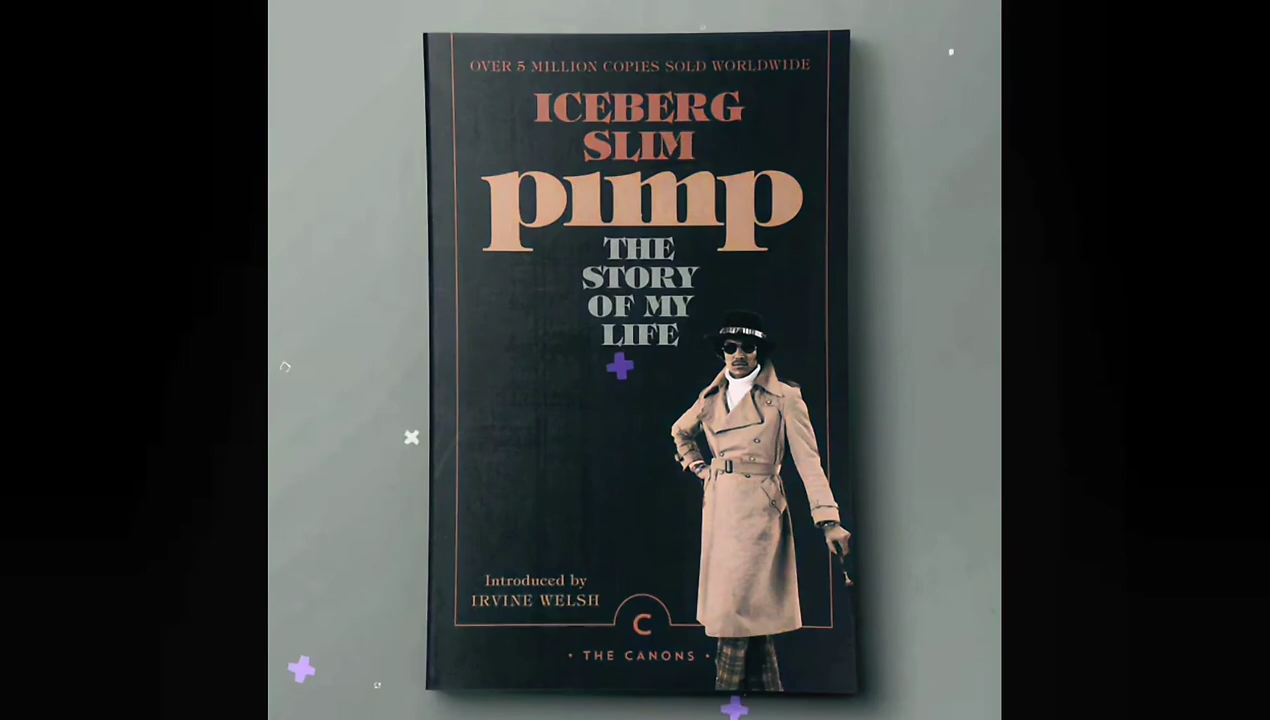 OVER 5 MILLION COPIES SOLD WORLDWIDE
ICEBERG
SLIM
pimp
THE
STORY
OF MY
LIFE
Introduced by
IRVINE WELSH
C
• THE CANONS •